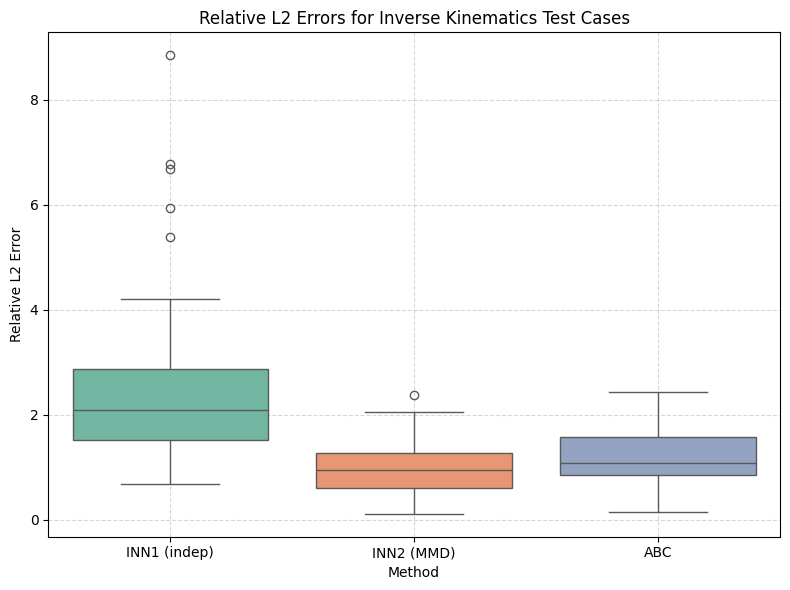 Relative L2 Errors for Inverse Kinematics Test Cases
Relative L2 Error
8
6
4
2
0
INN1 (indep)
INN2 (MMD)
ABC
Method